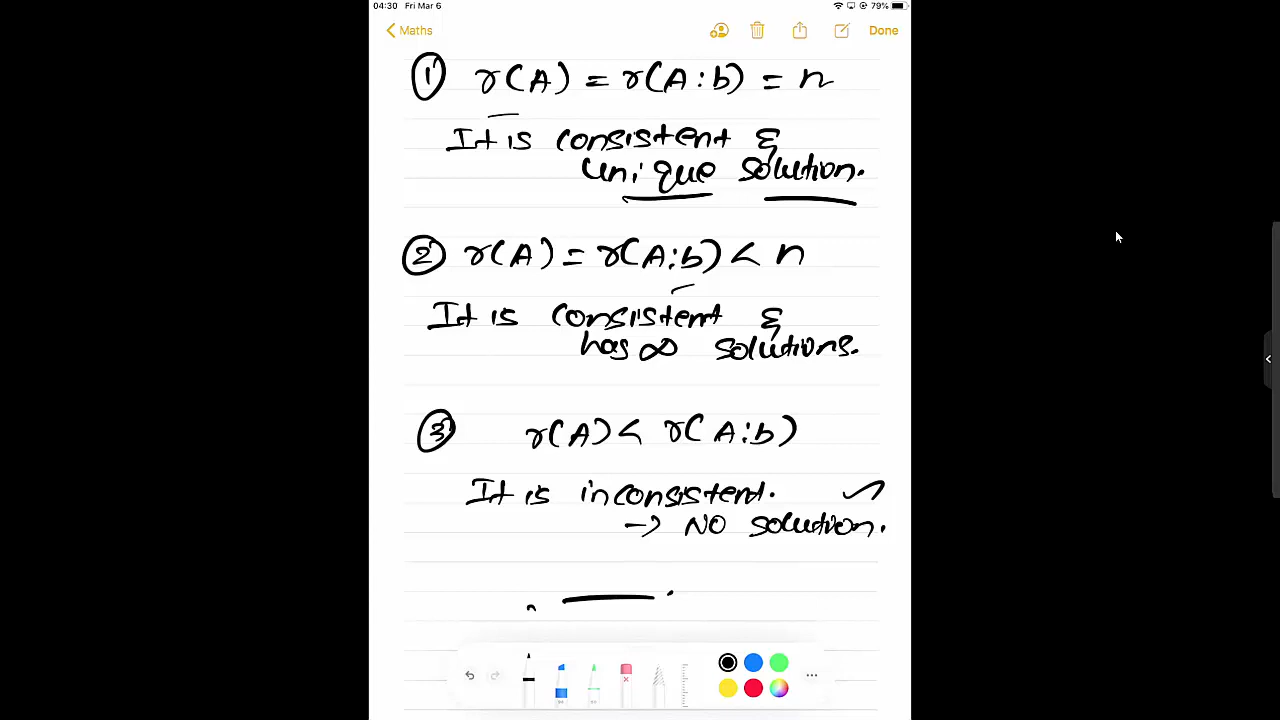 04:30 Fri Mar 6
79%
Maths
Done
① r(A) = r(A:b) = n
It is consistent &
unique solution.
② r(A) = r(A:b) < n
It is consistent &
has ∞ solutions.
③ r(A) < r(A:b)
It is inconsistent.
→ NO solution.